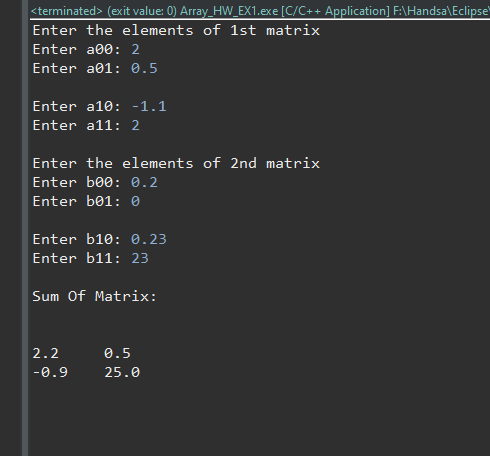 <terminated> (exit value: 0) Array_HW_EX1.exe [C/C++ Application] F:\Handsa\Eclipse\
Enter the elements of 1st matrix
Enter a00: 2
Enter a01: 0.5
Enter a10: -1.1
Enter a11: 2
Enter the elements of 2nd matrix
Enter b00: 0.2
Enter b01: 0
Enter b10: 0.23
Enter b11: 23
Sum Of Matrix:
2.2 0.5
-0.9 25.0